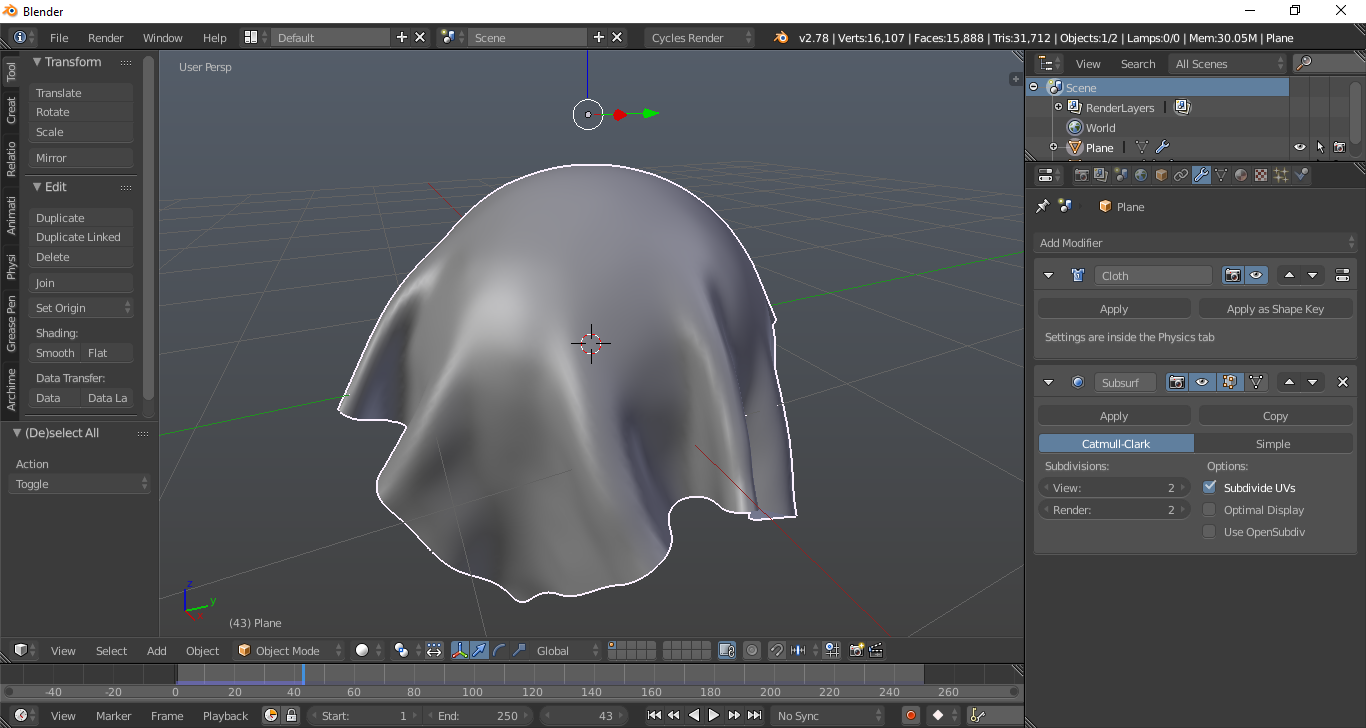 Blender
File Render Window Help Default Scene Cycles Render v2.78 | Verts:16,107 | Faces:15,888 | Tris:31,712 | Objects:1/2 | Lamps:0/0 | Mem:30.05M | Plane
Tool
Creat
Relatio
Animati
Physi
Grease Pen
Archime
Transform
Translate
Rotate
Scale
Mirror
Edit
Duplicate
Duplicate Linked
Delete
Join
Set Origin
Shading:
Smooth Flat
Data Transfer:
Data Data La
(De)select All
Action
Toggle
User Persp
z
y
x
(43) Plane
View Select Add Object Object Mode Global
-40 -20 0 20 40 60 80 100 120 140 160 180 200 220 240 260
View Marker Frame Playback Start: 1 End: 250 43 No Sync
View Search All Scenes
Scene
RenderLayers |
World
Plane |
Plane
Add Modifier
Cloth
Apply Apply as Shape Key
Settings are inside the Physics tab
Subsurf
Apply Copy
Catmull-Clark Simple
Subdivisions: Options:
View: 2 Subdivide UVs
Render: 2 Optimal Display
Use OpenSubdiv